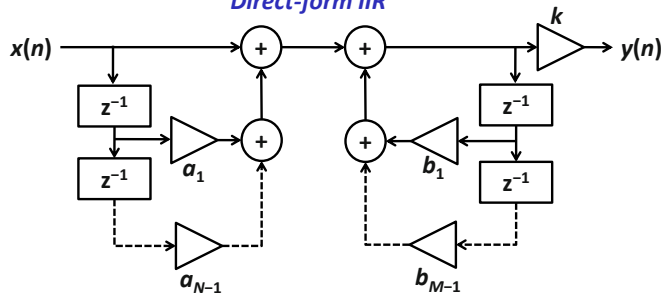 Direct-form IIR
x(n) + + k y(n)
z⁻¹ z⁻¹
a₁ + + b₁
z⁻¹ z⁻¹
a_{N−1} b_{M−1}